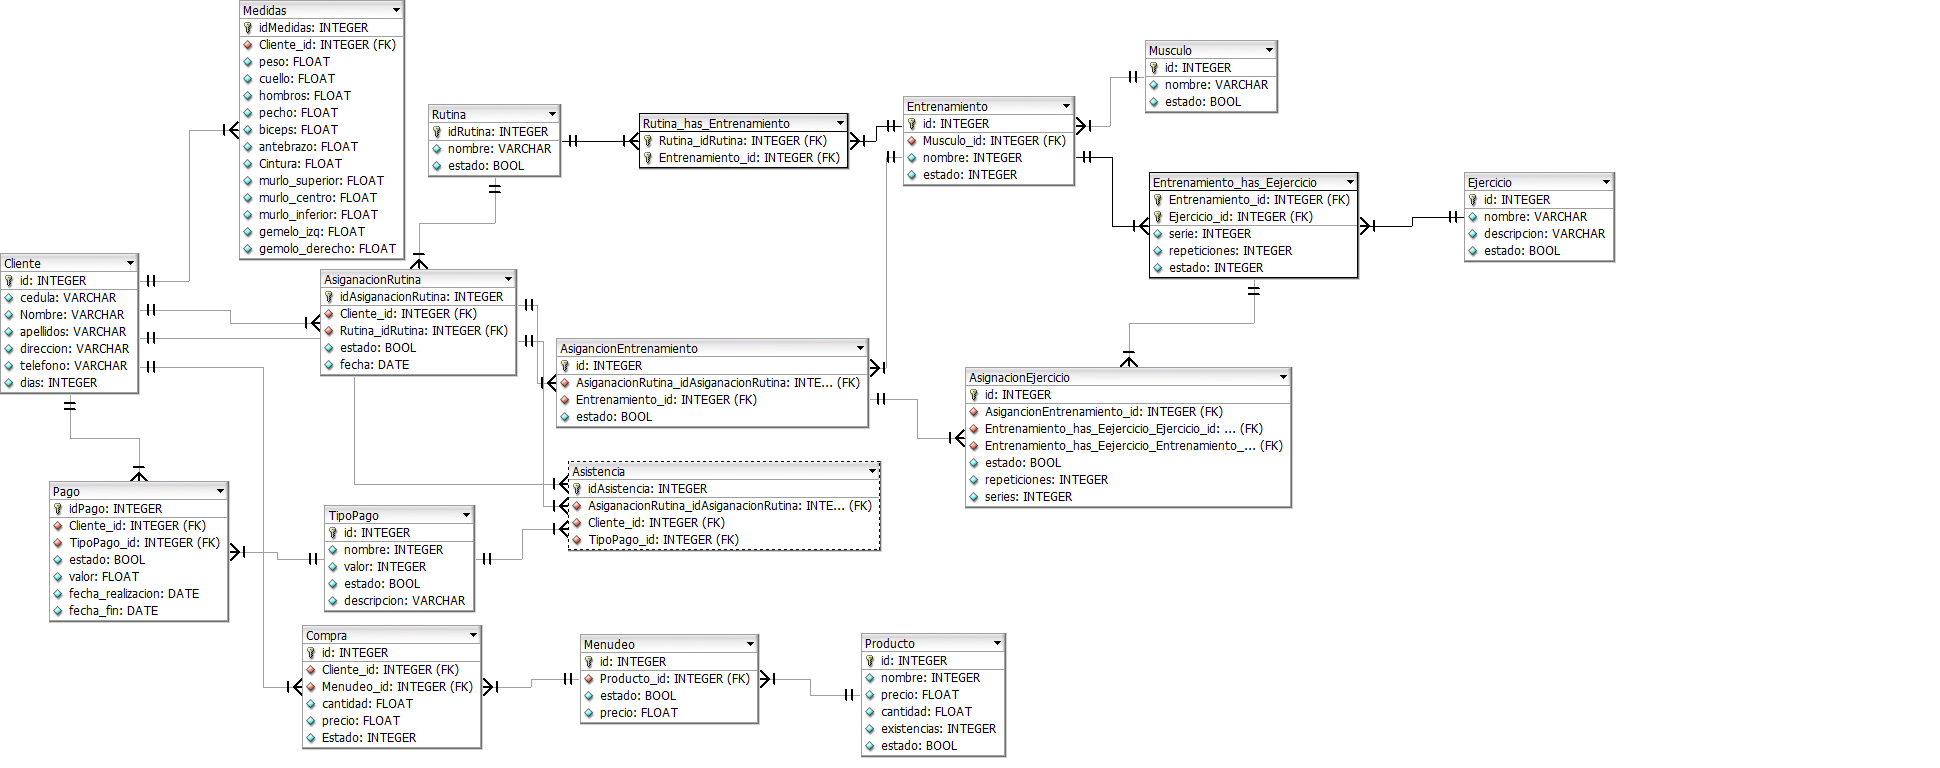 Medidas
idMedidas: INTEGER
Cliente_id: INTEGER (FK)
peso: FLOAT
cuello: FLOAT
hombros: FLOAT
pecho: FLOAT
biceps: FLOAT
antebrazo: FLOAT
Cintura: FLOAT
murlo_superior: FLOAT
murlo_centro: FLOAT
murlo_inferior: FLOAT
gemelo_izq: FLOAT
gemolo_derecho: FLOAT
Rutina
idRutina: INTEGER
nombre: VARCHAR
estado: BOOL
Rutina_has_Entrenamiento
Rutina_idRutina: INTEGER (FK)
Entrenamiento_id: INTEGER (FK)
Entrenamiento
id: INTEGER
Musculo_id: INTEGER (FK)
nombre: INTEGER
estado: INTEGER
Musculo
id: INTEGER
nombre: VARCHAR
estado: BOOL
Entrenamiento_has_Eejercicio
Entrenamiento_id: INTEGER (FK)
Ejercicio_id: INTEGER (FK)
serie: INTEGER
repeticiones: INTEGER
estado: INTEGER
Ejercicio
id: INTEGER
nombre: VARCHAR
descripcion: VARCHAR
estado: BOOL
Cliente
id: INTEGER
cedula: VARCHAR
Nombre: VARCHAR
apellidos: VARCHAR
direccion: VARCHAR
telefono: VARCHAR
dias: INTEGER
AsiganacionRutina
idAsiganacionRutina: INTEGER
Cliente_id: INTEGER (FK)
Rutina_idRutina: INTEGER (FK)
estado: BOOL
fecha: DATE
AsigancionEntrenamiento
id: INTEGER
AsiganacionRutina_idAsiganacionRutina: INTE... (FK)
Entrenamiento_id: INTEGER (FK)
estado: BOOL
AsignacionEjercicio
id: INTEGER
AsigancionEntrenamiento_id: INTEGER (FK)
Entrenamiento_has_Eejercicio_Ejercicio_id: ... (FK)
Entrenamiento_has_Eejercicio_Entrenamiento_... (FK)
estado: BOOL
repeticiones: INTEGER
series: INTEGER
Asistencia
idAsistencia: INTEGER
AsiganacionRutina_idAsiganacionRutina: INTE... (FK)
Cliente_id: INTEGER (FK)
TipoPago_id: INTEGER (FK)
Pago
idPago: INTEGER
Cliente_id: INTEGER (FK)
TipoPago_id: INTEGER (FK)
estado: BOOL
valor: FLOAT
fecha_realizacion: DATE
fecha_fin: DATE
TipoPago
id: INTEGER
nombre: INTEGER
valor: INTEGER
estado: BOOL
descripcion: VARCHAR
Compra
id: INTEGER
Cliente_id: INTEGER (FK)
Menudeo_id: INTEGER (FK)
cantidad: FLOAT
precio: FLOAT
Estado: INTEGER
Menudeo
id: INTEGER
Producto_id: INTEGER (FK)
estado: BOOL
precio: FLOAT
Producto
id: INTEGER
nombre: INTEGER
precio: FLOAT
cantidad: FLOAT
existencias: INTEGER
estado: BOOL